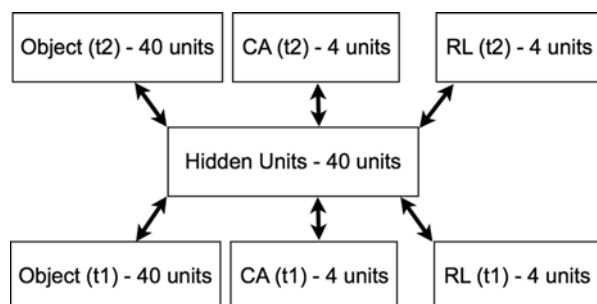 Object (t2) - 40 units
CA (t2) - 4 units
RL (t2) - 4 units
Hidden Units - 40 units
Object (t1) - 40 units
CA (t1) - 4 units
RL (t1) - 4 units